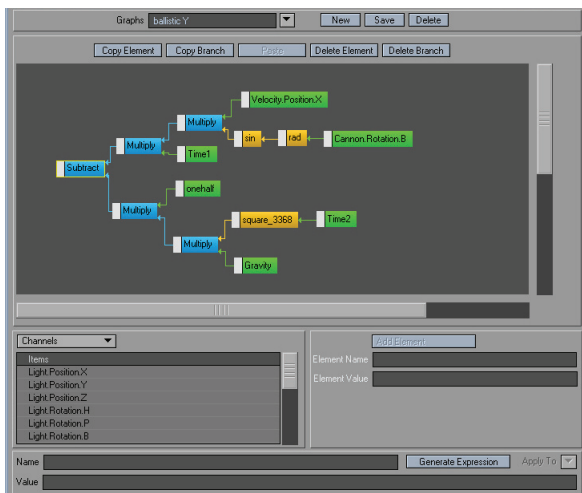 Graphs ballistic Y New Save Delete
Copy Element Copy Branch Paste Delete Element Delete Branch
Velocity.Position.X
Multiply
sin rad Cannon.Rotation.B
Multiply
Time1
Subtract
onehalf
Multiply
square_3368 Time2
Multiply
Gravity
Channels
Add Element
Items
Element Name
Light.Position.X
Light.Position.Y
Element Value
Light.Position.Z
Light.Rotation.H
Light.Rotation.P
Light.Rotation.B
Name Generate Expression Apply To
Value